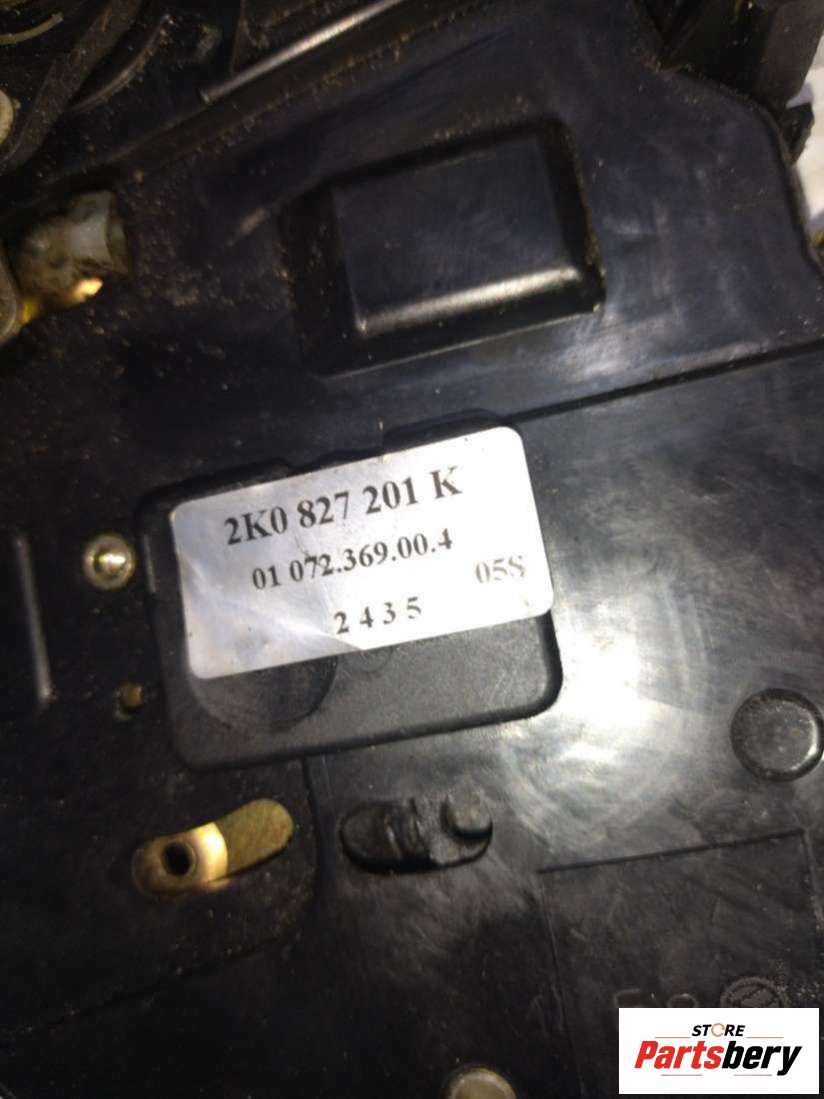 2K0 827 201 K
01 072.369.00.4
05S
2 4 3 5
STORE
Partsbery